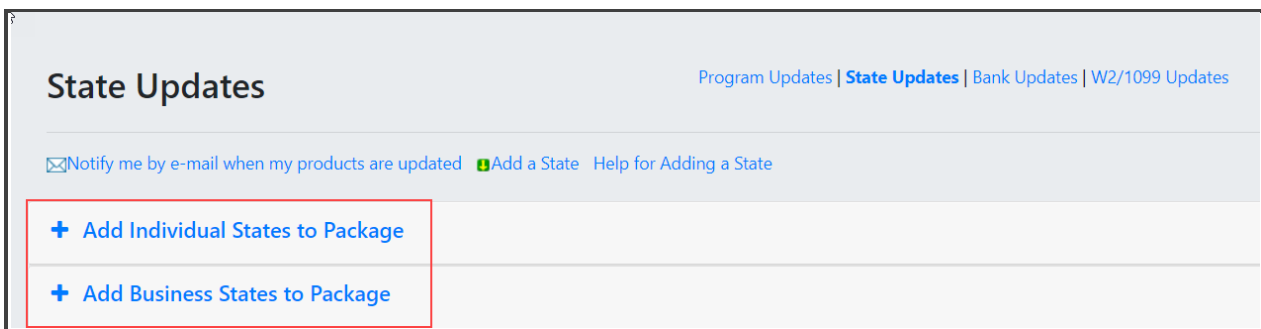 State Updates
Program Updates | State Updates | Bank Updates | W2/1099 Updates
Notify me by e-mail when my products are updated Add a State Help for Adding a State
Add Individual States to Package
Add Business States to Package